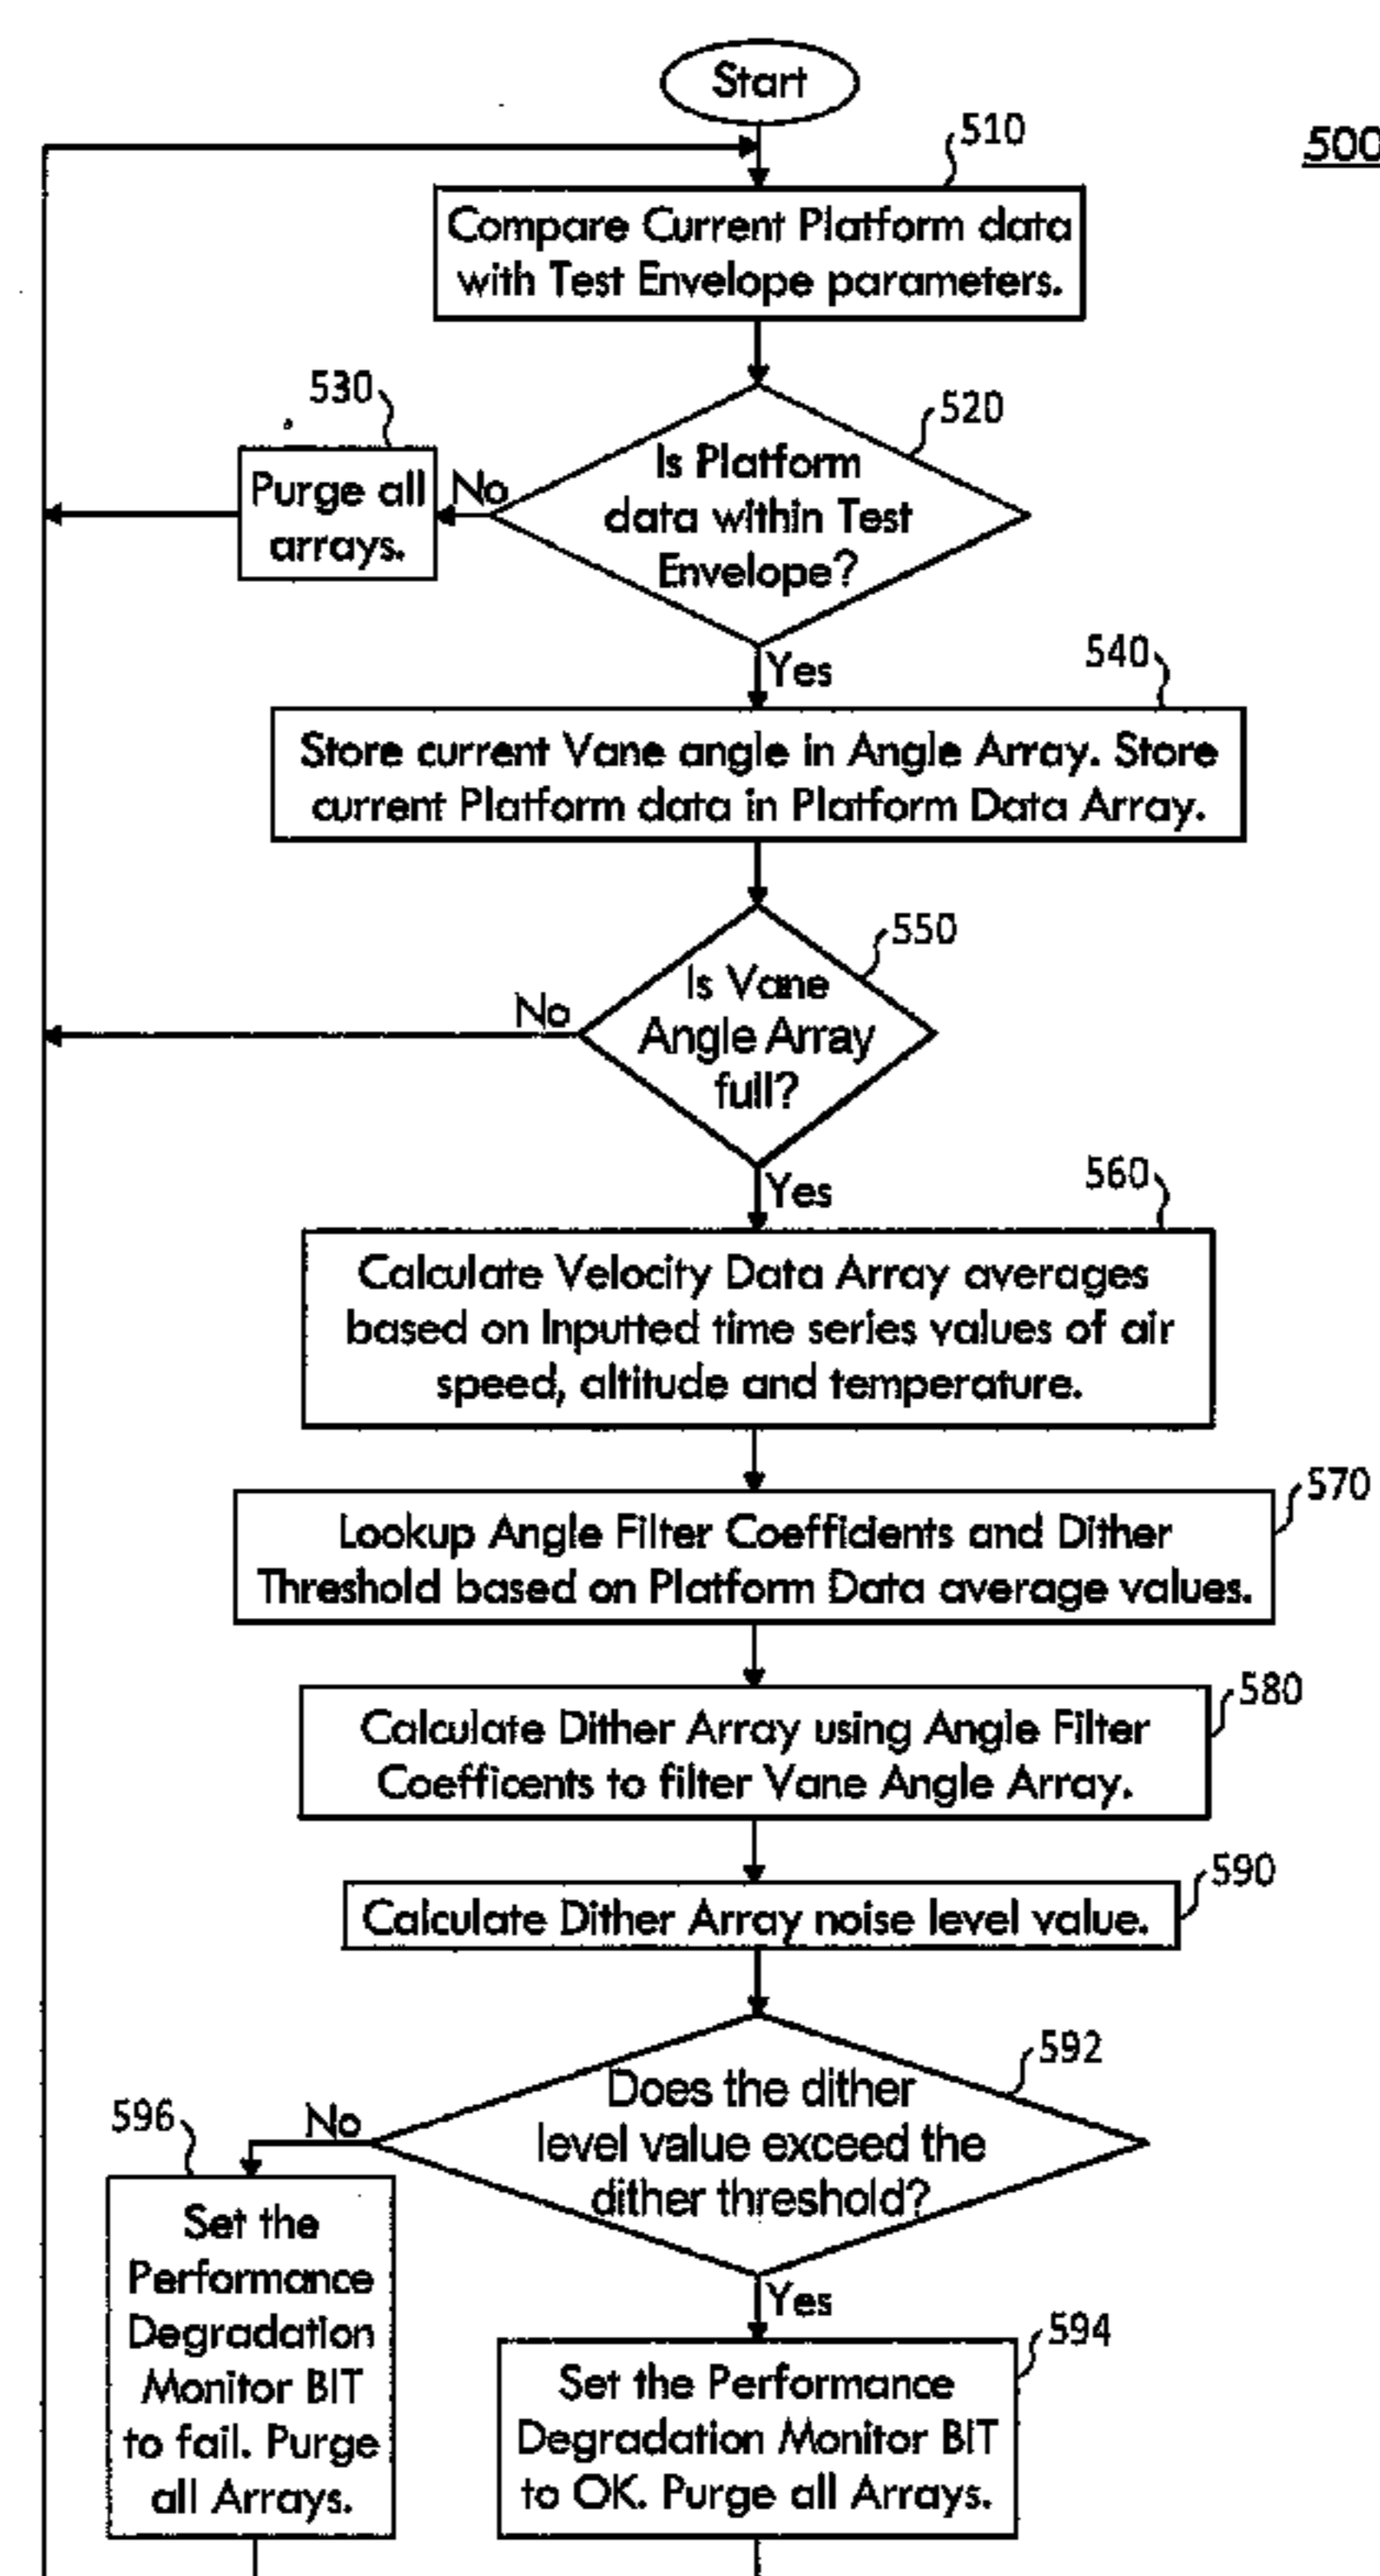 Start
510
500
Compare Current Platform data
with Test Envelope parameters.
530
520
Purge all
arrays.
No
Is Platform
data within Test
Envelope?
Yes
540
Store current Vane angle in Angle Array. Store
current Platform data in Platform Data Array.
550
No
Is Vane
Angle Array
full?
Yes
560
Calculate Velocity Data Array averages
based on Inputted time series values of air
speed, altitude and temperature.
570
Lookup Angle Filter Coefficients and Dither
Threshold based on Platform Data average values.
580
Calculate Dither Array using Angle Filter
Coefficents to filter Vane Angle Array.
590
Calculate Dither Array noise level value.
592
Does the dither
level value exceed the
dither threshold?
596
No
Set the
Performance
Degradation
Monitor BIT
to fail. Purge
all Arrays.
Yes
594
Set the Performance
Degradation Monitor BIT
to OK. Purge all Arrays.